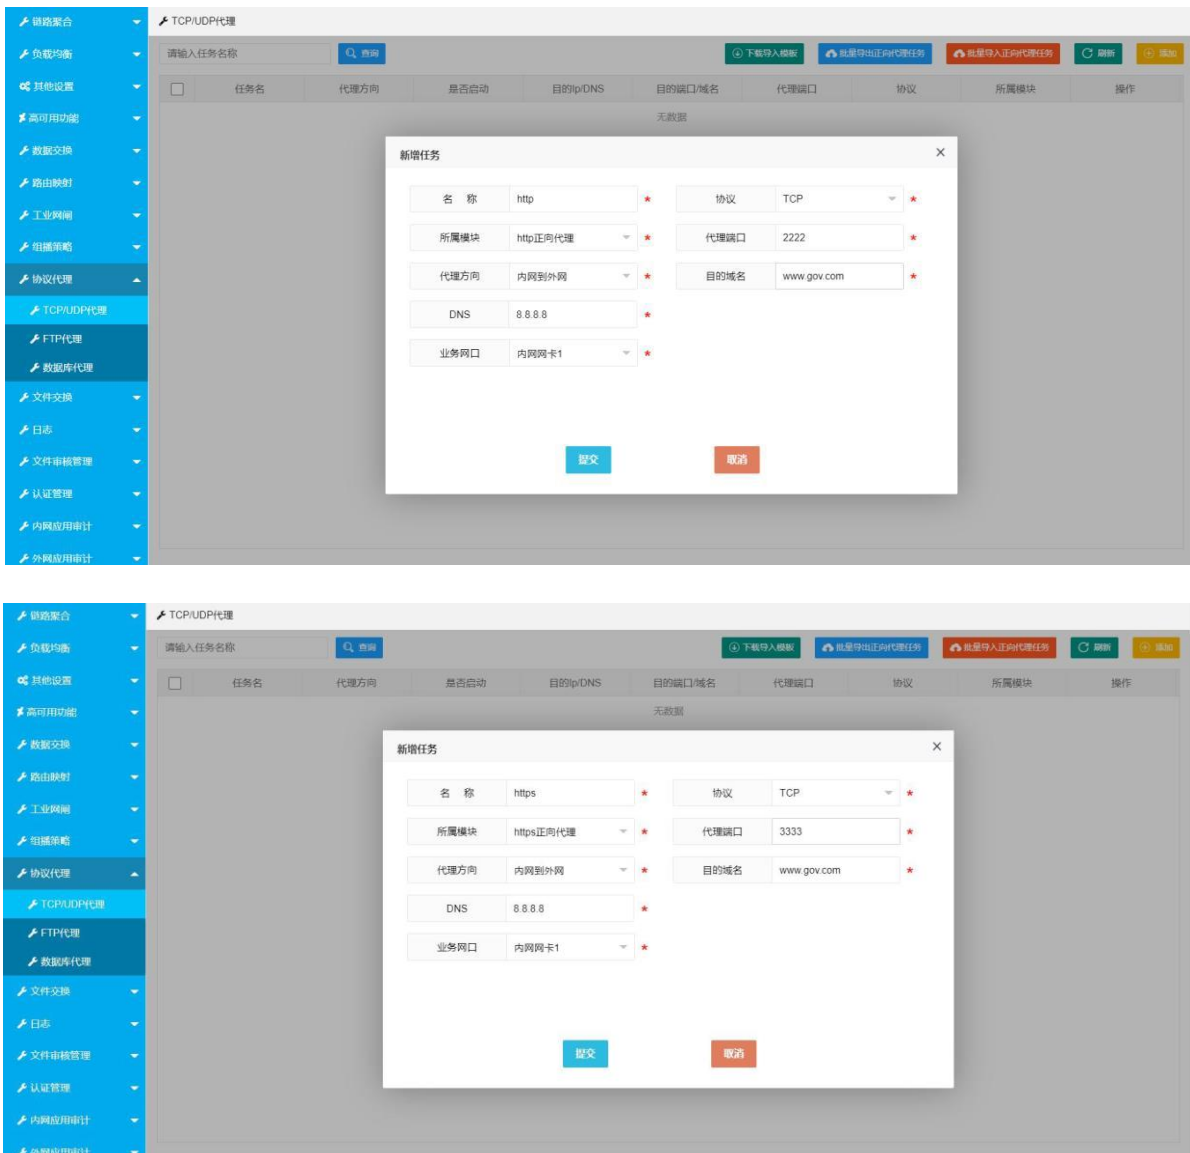 链路聚合
TCP/UDP代理
负载均衡
请输入任务名称 查询 下载导入模板 批量导出正向代理任务 批量导入正向代理任务 刷新 添加
其他设置
任务名 代理方向 是否启动 目的Ip/DNS 目的端口/域名 代理端口 协议 所属模块 操作
高可用功能
无数据
数据交换
路由映射
工业网闸
组播策略
协议代理
TCP/UDP代理
FTP代理
数据库代理
文件交换
日志
文件审核管理
认证管理
内网应用审计
外网应用审计
新增任务
名 称 http * 协议 TCP *
所属模块 http正向代理 * 代理端口 2222 *
代理方向 内网到外网 * 目的域名 www.gov.com *
DNS 8.8.8.8 *
业务网口 内网网卡1 *
提交 取消
链路聚合
TCP/UDP代理
负载均衡
请输入任务名称 查询 下载导入模板 批量导出正向代理任务 批量导入正向代理任务 刷新 添加
其他设置
任务名 代理方向 是否启动 目的Ip/DNS 目的端口/域名 代理端口 协议 所属模块 操作
高可用功能
无数据
数据交换
路由映射
工业网闸
组播策略
协议代理
TCP/UDP代理
FTP代理
数据库代理
文件交换
日志
文件审核管理
认证管理
内网应用审计
外网应用审计
新增任务
名 称 https * 协议 TCP *
所属模块 https正向代理 * 代理端口 3333 *
代理方向 内网到外网 * 目的域名 www.gov.com *
DNS 8.8.8.8 *
业务网口 内网网卡1 *
提交 取消